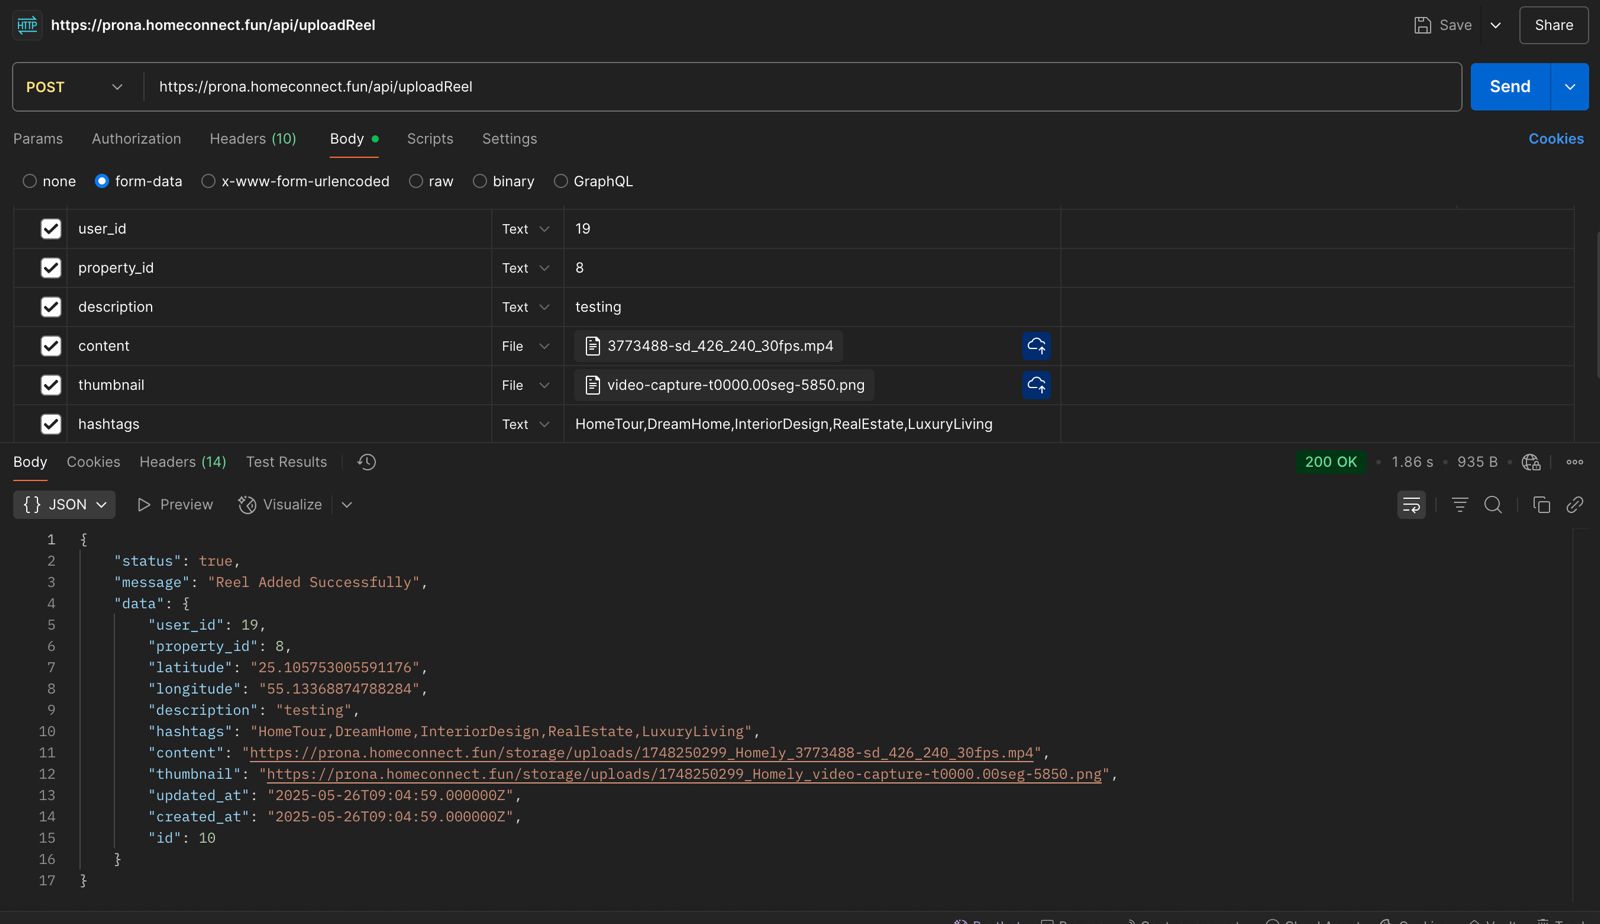 HTTP https://prona.homeconnect.fun/api/uploadReel Save Share
POST https://prona.homeconnect.fun/api/uploadReel Send
Params Authorization Headers (10) Body Scripts Settings Cookies
none form-data x-www-form-urlencoded raw binary GraphQL
user_id Text 19
property_id Text 8
description Text testing
content File 3773488-sd_426_240_30fps.mp4
thumbnail File video-capture-t0000.00seg-5850.png
hashtags Text HomeTour,DreamHome,InteriorDesign,RealEstate,LuxuryLiving
Body Cookies Headers (14) Test Results 200 OK • 1.86 s • 935 B •
{} JSON Preview Visualize
1 {
2 "status": true,
3 "message": "Reel Added Successfully",
4 "data": {
5 "user_id": 19,
6 "property_id": 8,
7 "latitude": "25.105753005591176",
8 "longitude": "55.13368874788284",
9 "description": "testing",
10 "hashtags": "HomeTour,DreamHome,InteriorDesign,RealEstate,LuxuryLiving",
11 "content": "https://prona.homeconnect.fun/storage/uploads/1748250299_Homely_3773488-sd_426_240_30fps.mp4",
12 "thumbnail": "https://prona.homeconnect.fun/storage/uploads/1748250299_Homely_video-capture-t0000.00seg-5850.png",
13 "updated_at": "2025-05-26T09:04:59.000000Z",
14 "created_at": "2025-05-26T09:04:59.000000Z",
15 "id": 10
16 }
17 }